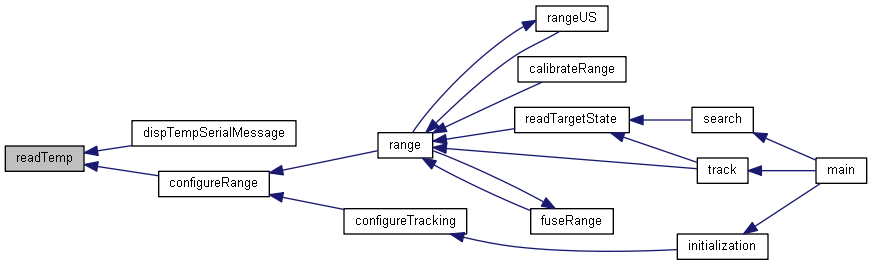 rangeUS
calibrateRange
readTargetState
search
dispTempSerialMessage
range
readTemp
track
main
configureRange
configureTracking
fuseRange
initialization